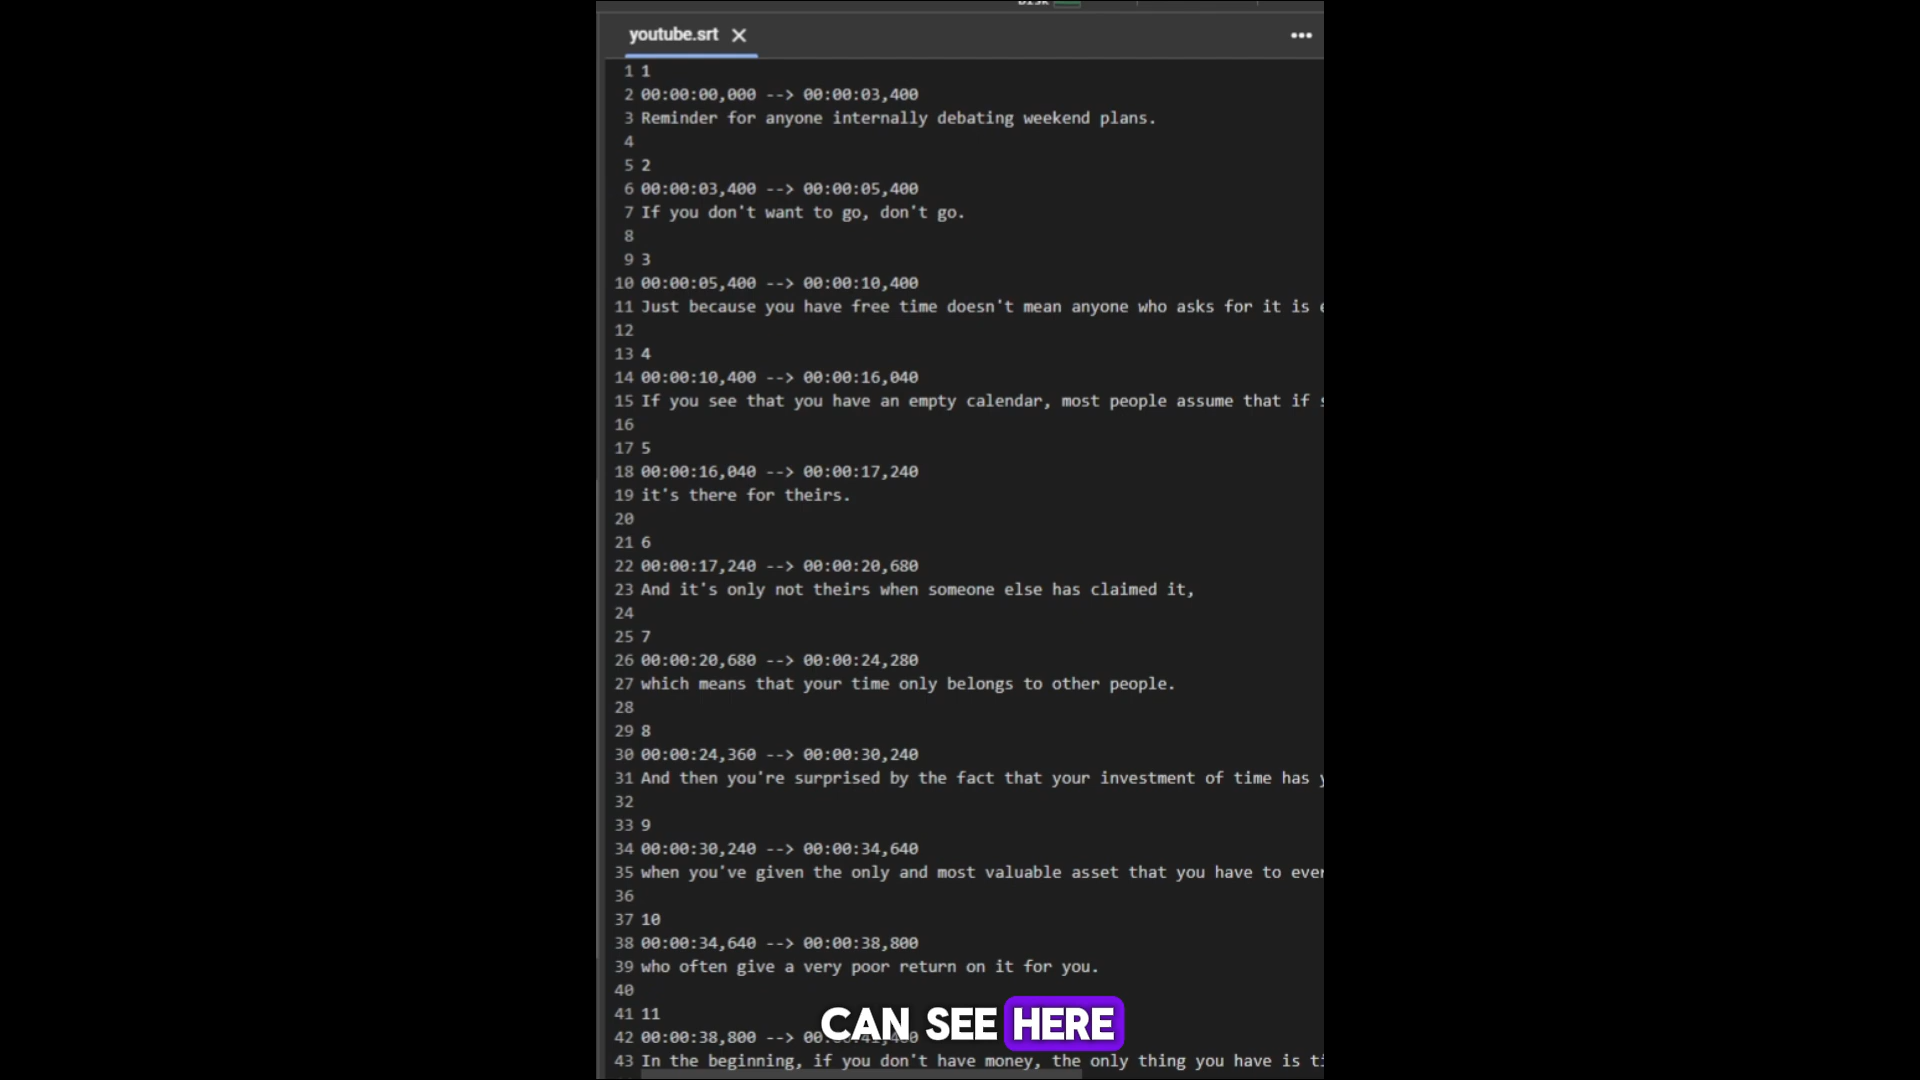 youtube.srt
1 1
2 00:00:00,000 --> 00:00:03,400
3 Reminder for anyone internally debating weekend plans.
4
5 2
6 00:00:03,400 --> 00:00:05,400
7 If you don't want to go, don't go.
8
9 3
10 00:00:05,400 --> 00:00:10,400
11 Just because you have free time doesn't mean anyone who asks for it is
12
13 4
14 00:00:10,400 --> 00:00:16,040
15 If you see that you have an empty calendar, most people assume that if
16
17 5
18 00:00:16,040 --> 00:00:17,240
19 it's there for theirs.
20
21 6
22 00:00:17,240 --> 00:00:20,680
23 And it's only not theirs when someone else has claimed it,
24
25 7
26 00:00:20,680 --> 00:00:24,280
27 which means that your time only belongs to other people.
28
29 8
30 00:00:24,360 --> 00:00:30,240
31 And then you're surprised by the fact that your investment of time has
32
33 9
34 00:00:30,240 --> 00:00:34,640
35 when you've given the only and most valuable asset that you have to ever
36
37 10
38 00:00:34,640 --> 00:00:38,800
39 who often give a very poor return on it for you.
40
41 11
42 00:00:38,800 -->
43 In the beginning, if you don't have money, the only thing you have is ti
CAN SEE HERE